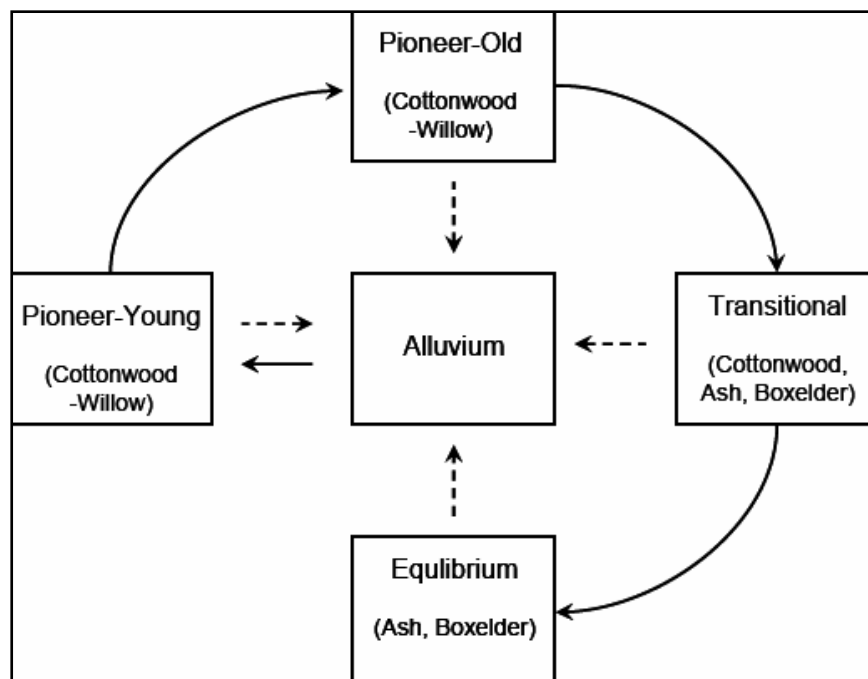 Pioneer-Old
(Cottonwood
-Willow)
Pioneer-Young
(Cottonwood
-Willow)
Alluvium
Transitional
(Cottonwood,
Ash, Boxelder)
Equlibrium
(Ash, Boxelder)